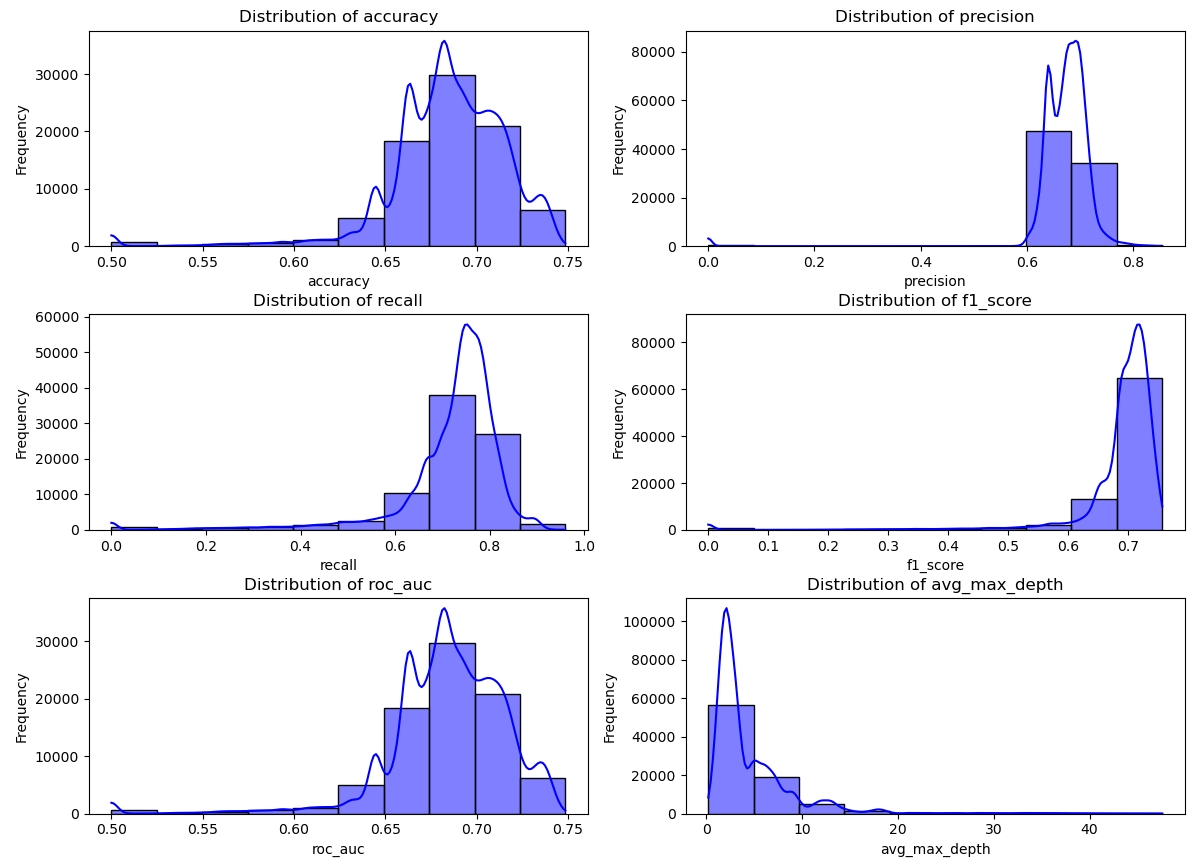 Distribution of accuracy
Frequency
30000
20000
10000
0
0.50 0.55 0.60 0.65 0.70 0.75
accuracy
Distribution of precision
Frequency
80000
60000
40000
20000
0
0.0 0.2 0.4 0.6 0.8
precision
Distribution of recall
Frequency
60000
50000
40000
30000
20000
10000
0
0.0 0.2 0.4 0.6 0.8 1.0
recall
Distribution of f1_score
Frequency
80000
60000
40000
20000
0
0.0 0.1 0.2 0.3 0.4 0.5 0.6 0.7
f1_score
Distribution of roc_auc
Frequency
30000
20000
10000
0
0.50 0.55 0.60 0.65 0.70 0.75
roc_auc
Distribution of avg_max_depth
Frequency
100000
80000
60000
40000
20000
0
0 10 20 30 40
avg_max_depth